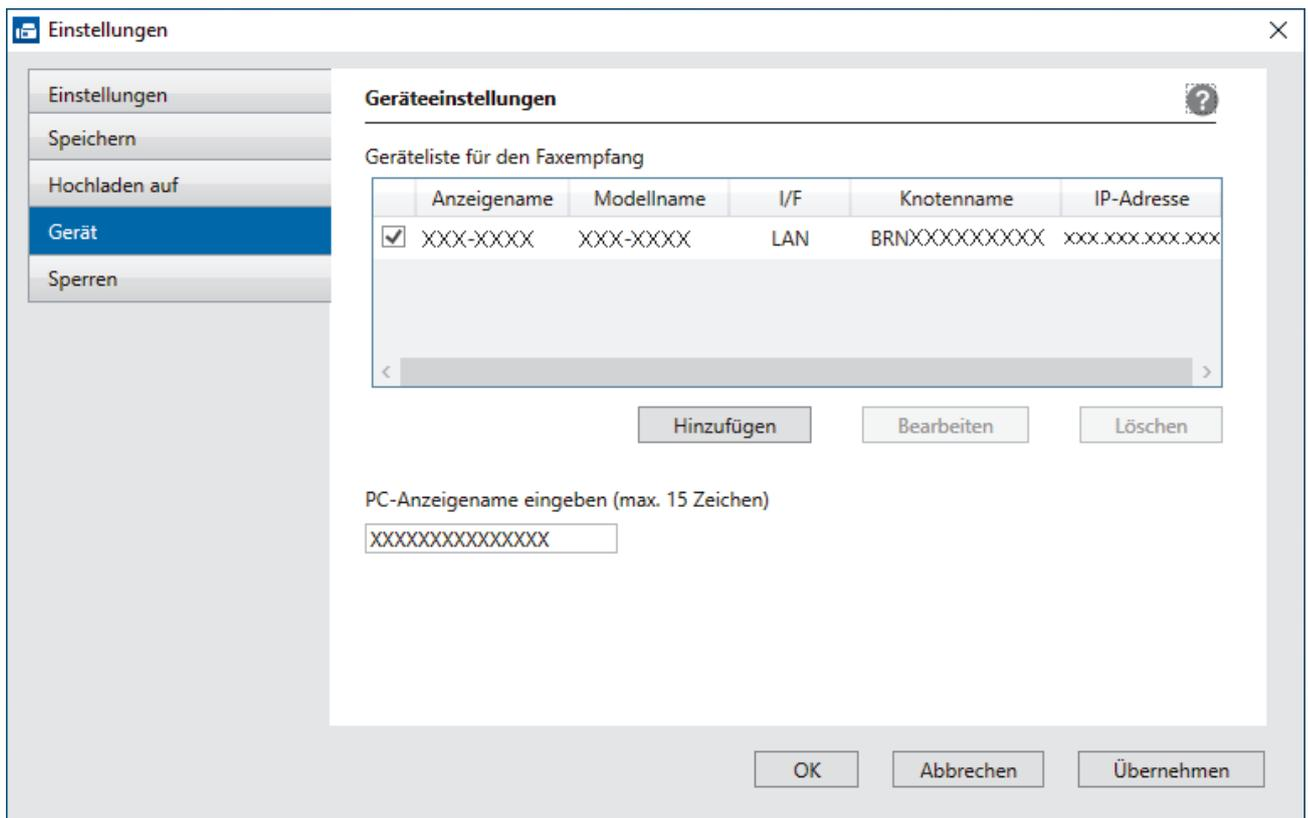 Einstellungen
Einstellungen
Speichern
Hochladen auf
Gerät
Sperren
Geräteeinstellungen
?
Geräteliste für den Faxempfang
Anzeigename Modellname I/F Knotenname IP-Adresse
XXX-XXXX XXX-XXXX LAN BRNXXXXXXXXX XXX.XXX.XXX.XXX
Hinzufügen Bearbeiten Löschen
PC-Anzeigename eingeben (max. 15 Zeichen)
XXXXXXXXXXXXXXX
OK Abbrechen Übernehmen